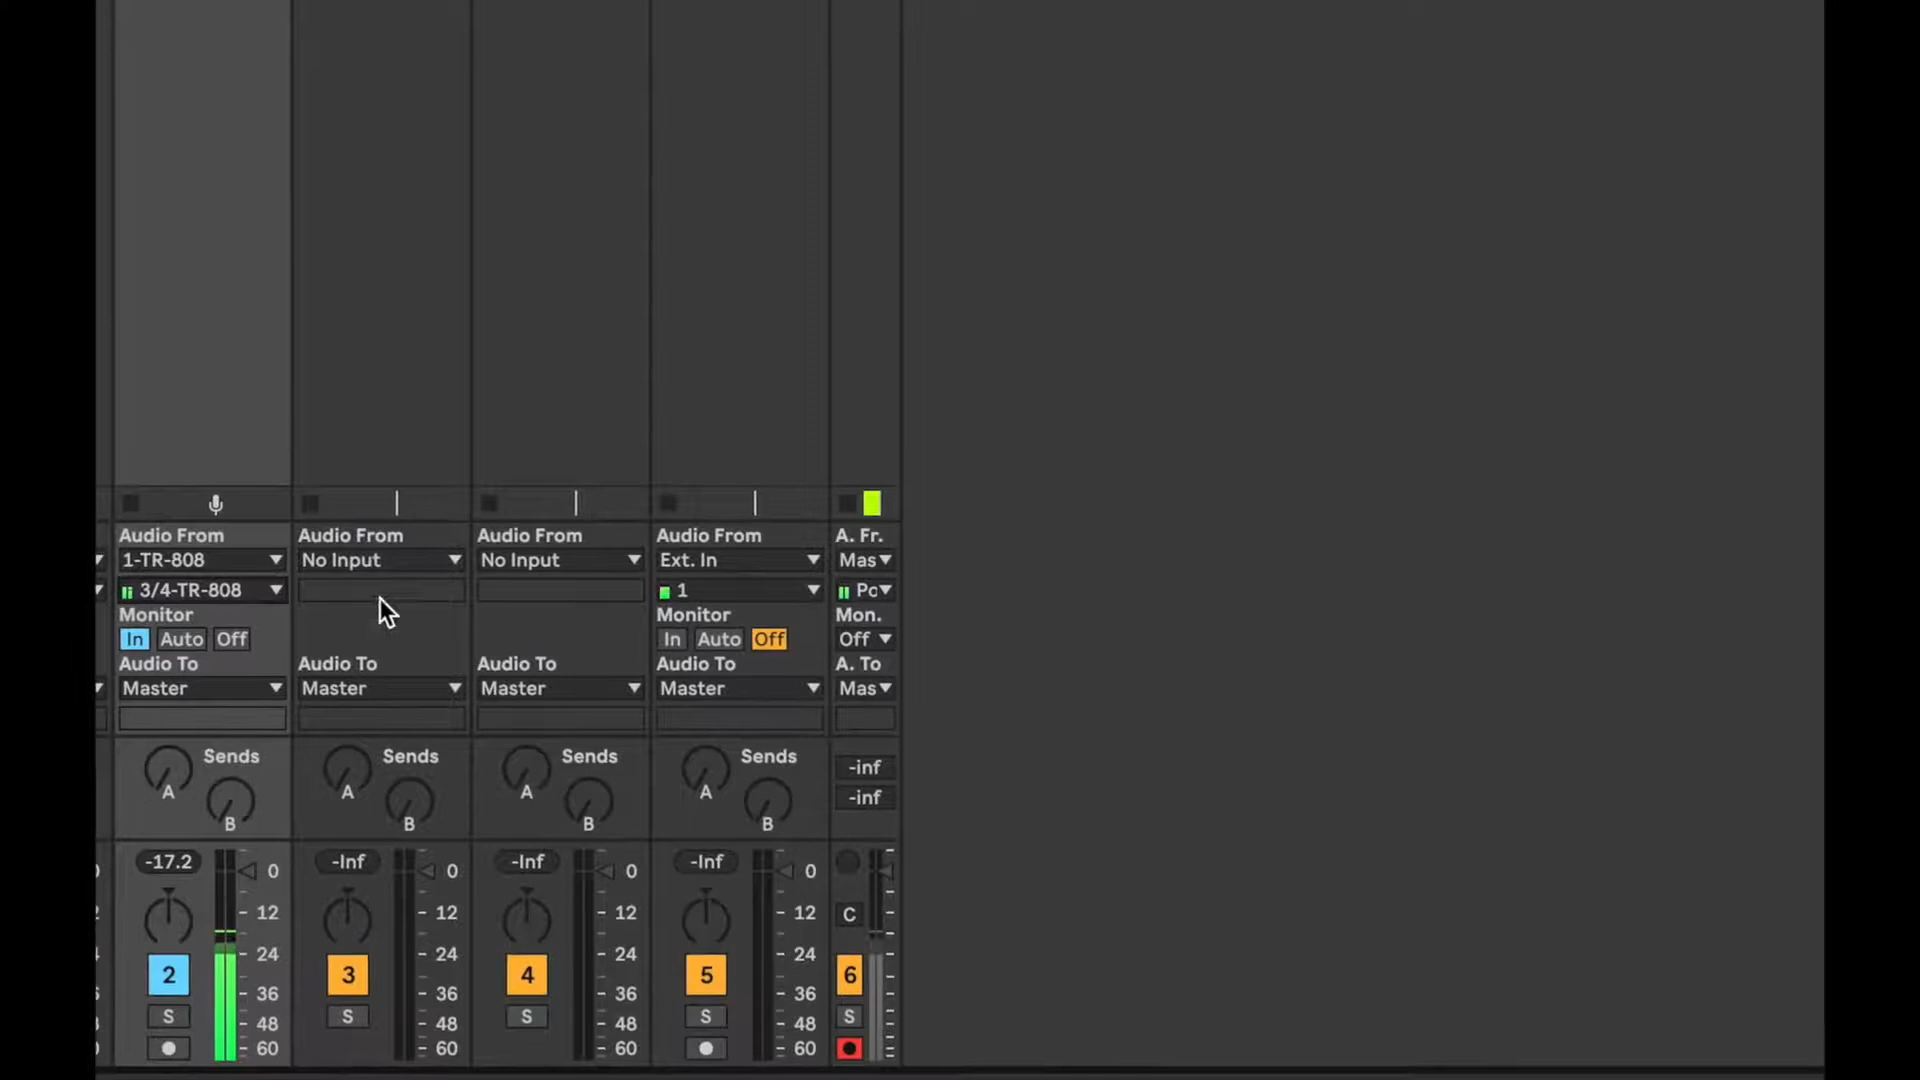 Audio From Audio From Audio From Audio From A. Fr.
1-TR-808 No Input No Input Ext. In Mas
3/4-TR-808 1 Po
Monitor Monitor Mon.
In Auto Off In Auto Off Off
Audio To Audio To Audio To Audio To A. To
Master Master Master Master Mas
Sends Sends Sends Sends -inf
A A A A
B B B B -inf
-17.2 -Inf -Inf -Inf
0 0 0 0
12 12 12 12 C
24 24 24 24
2 3 4 5 6
36 36 36 36
S S S S S
48 48 48 48
60 60 60 60